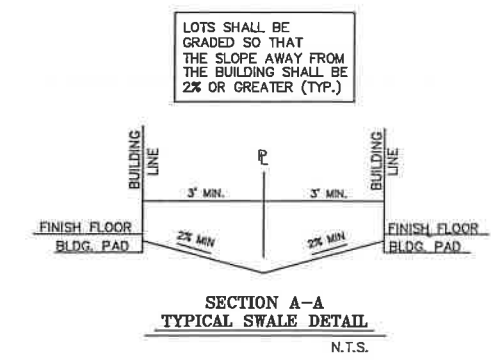 LOTS SHALL BE
GRADED SO THAT
THE SLOPE AWAY FROM
THE BUILDING SHALL BE
2% OR GREATER (TYP.)
BUILDING
LINE
℄
BUILDING
LINE
3' MIN.
3' MIN.
FINISH FLOOR
BLDG. PAD
2% MIN
2% MIN
FINISH FLOOR
BLDG. PAD
SECTION A-A
TYPICAL SWALE DETAIL
N.T.S.